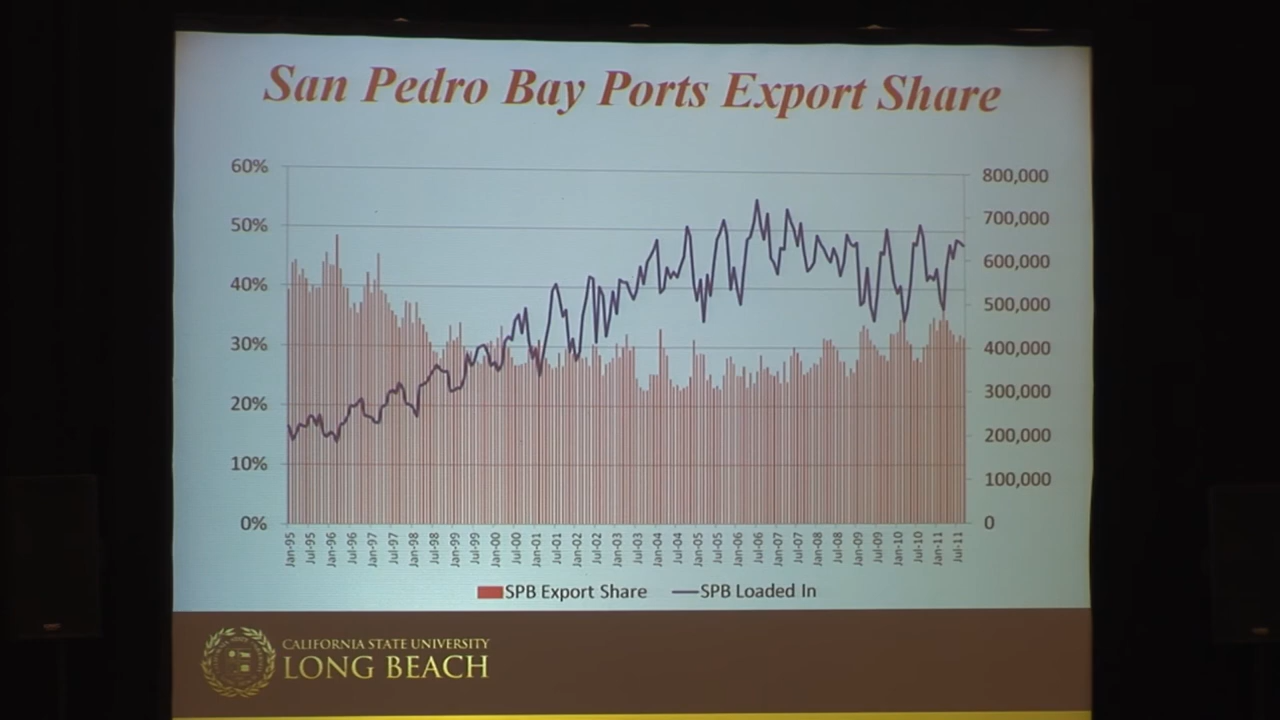 San Pedro Bay Ports Export Share
60%
50%
40%
30%
20%
10%
0%
800,000
700,000
600,000
500,000
400,000
300,000
200,000
100,000
0
Jan-95
Jul-95
Jan-96
Jul-96
Jan-97
Jul-97
Jan-98
Jul-98
Jan-99
Jul-99
Jan-00
Jul-00
Jan-01
Jul-01
Jan-02
Jul-02
Jan-03
Jul-03
Jan-04
Jul-04
Jan-05
Jul-05
Jan-06
Jul-06
Jan-07
Jul-07
Jan-08
Jul-08
Jan-09
Jul-09
Jan-10
Jul-10
Jan-11
Jul-11
SPB Export Share
SPB Loaded In
CALIFORNIA STATE UNIVERSITY
LONG BEACH